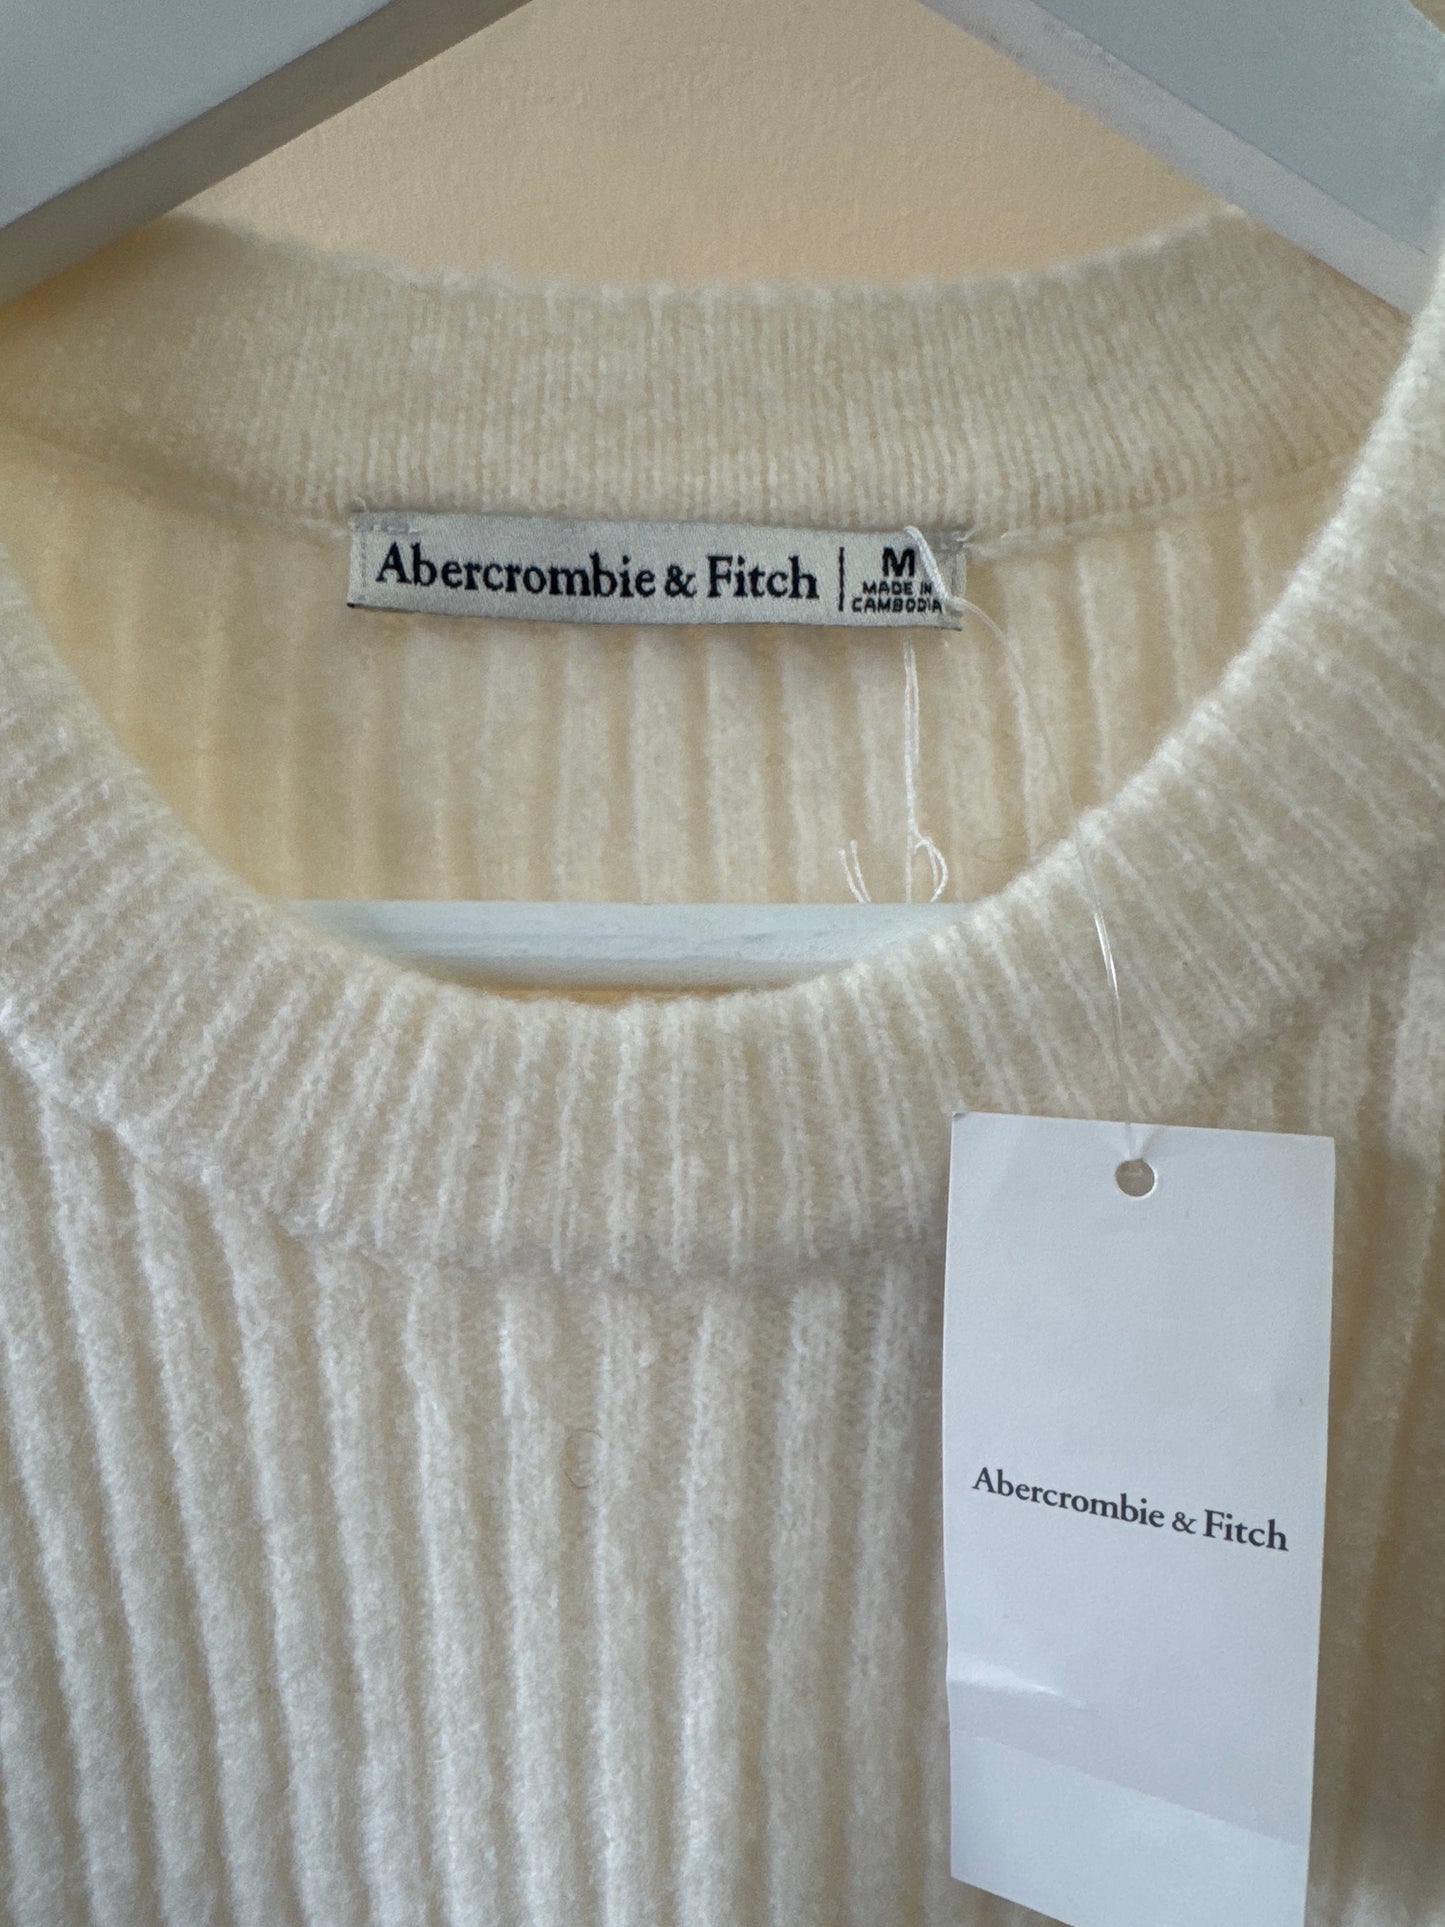 Abercrombie & Fitch | M
MADE IN
CAMBODIA
Abercrombie & Fitch